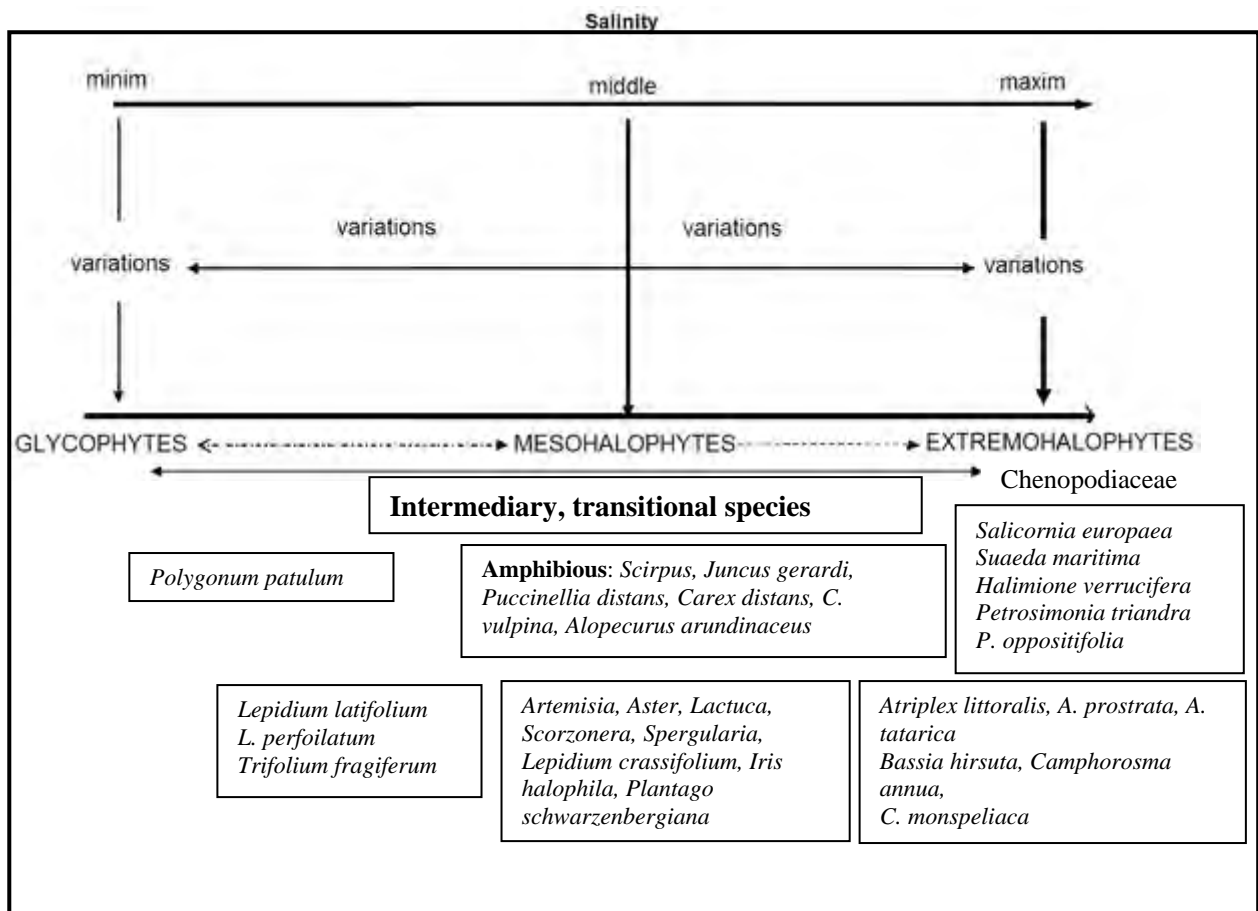 Salinity
minim
middle
maxim
variations
variations
variations
variations
GLYCOPHYTES
MESOHALOPHYTES
EXTREMOHALOPHYTES
Chenopodiaceae
Intermediary, transitional species
Salicornia europaea
Suaeda maritima
Halimione verrucifera
Petrosimonia triandra
P. oppositifolia
Polygonum patulum
Amphibious: Scirpus, Juncus gerardi,
Puccinellia distans, Carex distans, C.
vulpina, Alopecurus arundinaceus
Lepidium latifolium
L. perfoilatum
Trifolium fragiferum
Artemisia, Aster, Lactuca,
Scorzonera, Spergularia,
Lepidium crassifolium, Iris
halophila, Plantago
schwarzenbergiana
Atriplex littoralis, A. prostrata, A.
tatarica
Bassia hirsuta, Camphorosma
annua,
C. monspeliaca